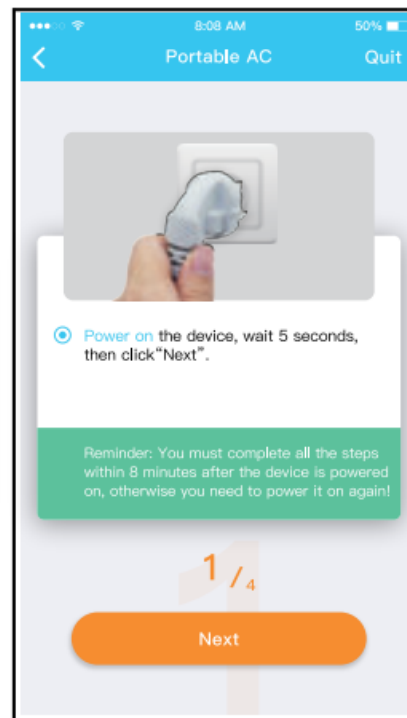 8:08 AM
50%
Portable AC
Quit
Power on the device, wait 5 seconds,
then click“Next”.
Reminder: You must complete all the steps
within 8 minutes after the device is powered
on, otherwise you need to power it on again!
1 / 4
Next